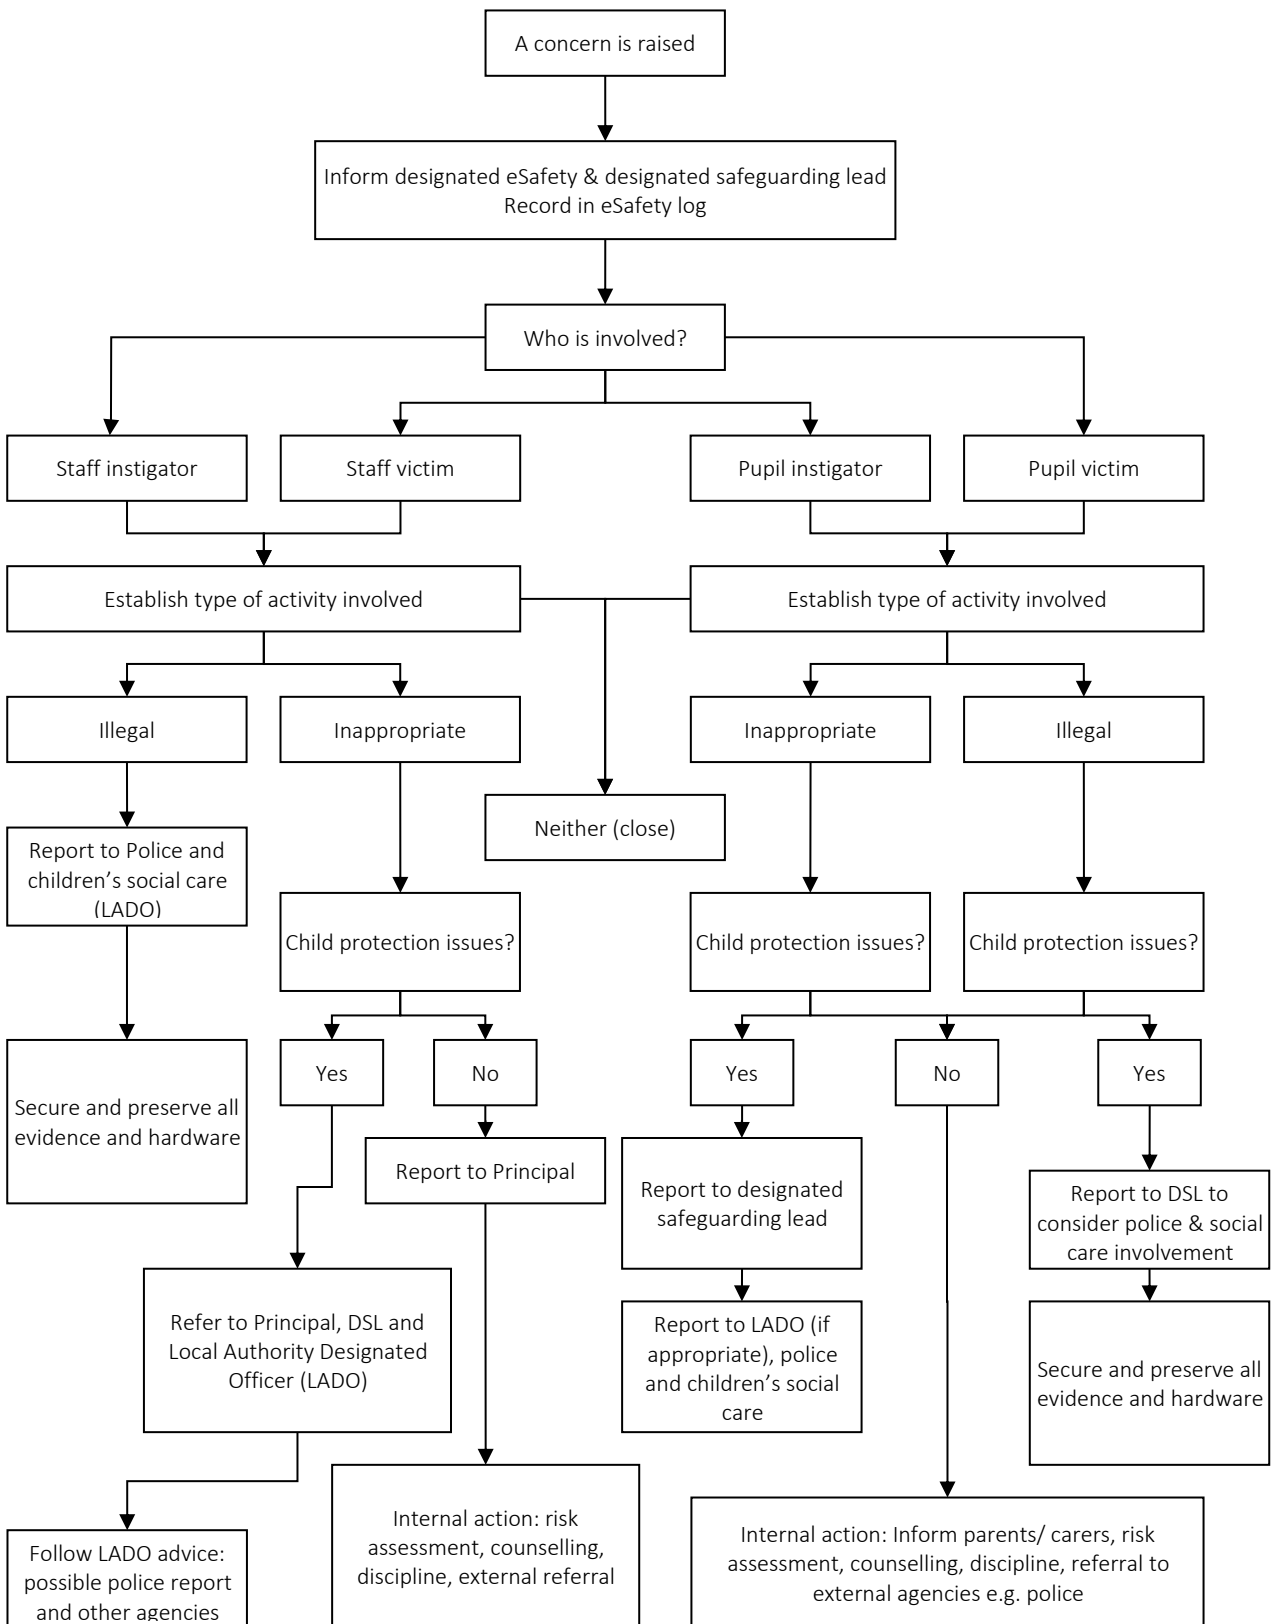 A concern is raised
Inform designated eSafety & designated safeguarding lead
Record in eSafety log
Who is involved?
Staff instigator
Staff victim
Pupil instigator
Pupil victim
Establish type of activity involved
Establish type of activity involved
Illegal
Inappropriate
Inappropriate
Illegal
Neither (close)
Report to Police and
children’s social care
(LADO)
Child protection issues?
Child protection issues?
Child protection issues?
Secure and preserve all
evidence and hardware
Yes
No
Yes
No
Yes
Report to Principal
Report to designated
safeguarding lead
Report to DSL to
consider police & social
care involvement
Refer to Principal, DSL and
Local Authority Designated
Officer (LADO)
Report to LADO (if
appropriate), police
and children’s social
care
Secure and preserve all
evidence and hardware
Follow LADO advice:
possible police report
and other agencies
Internal action: risk
assessment, counselling,
discipline, external referral
Internal action: Inform parents/ carers, risk
assessment, counselling, discipline, referral to
external agencies e.g. police